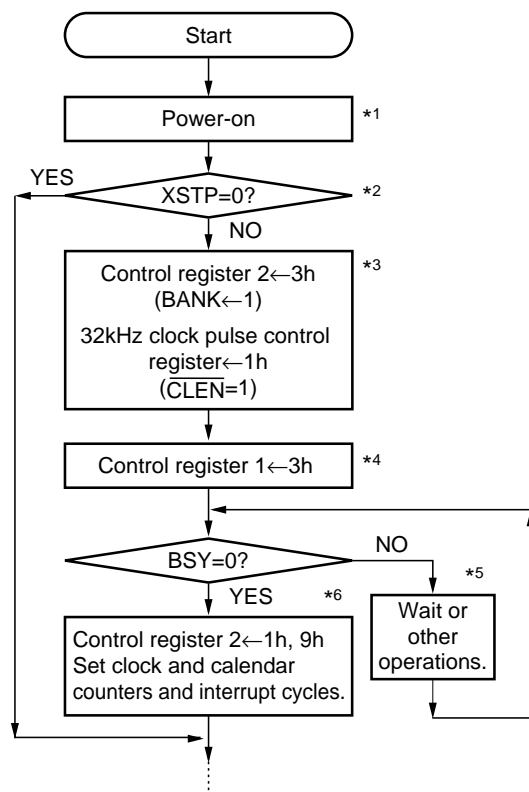 Start
Power-on
*1
YES
XSTP=0?
*2
NO
Control register 2←3h
(BANK←1)
32kHz clock pulse control
register←1h
(C̅L̅E̅N̅=1)
*3
Control register 1←3h
*4
BSY=0?
NO
YES
*6
*5
Wait or
other
operations.
Control register 2←1h, 9h
Set clock and calendar
counters and interrupt cycles.